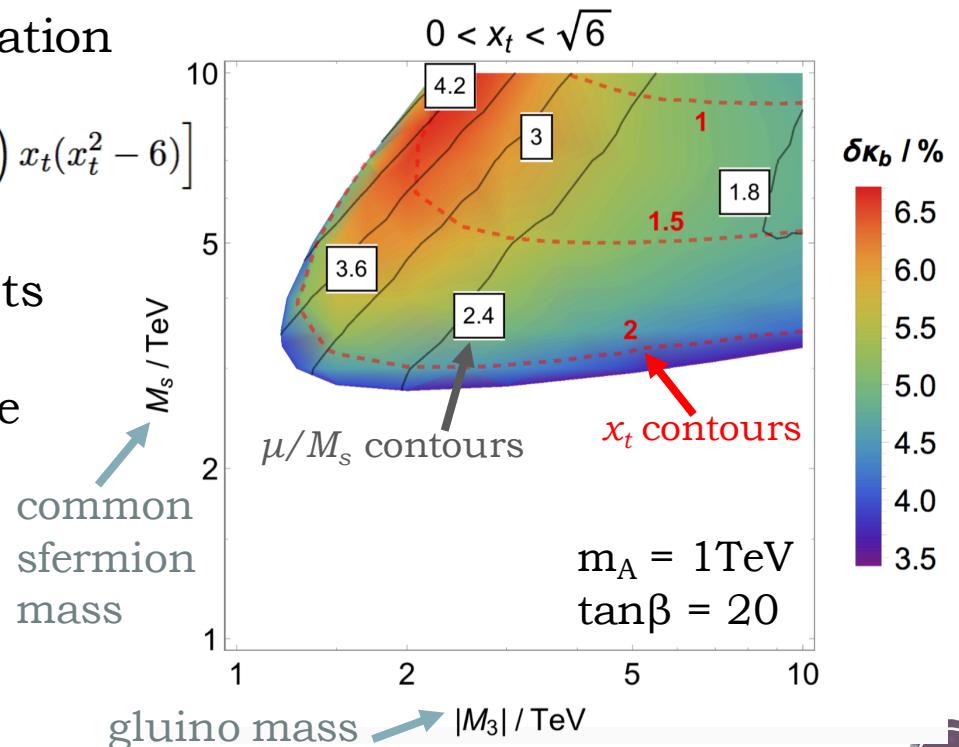 ation
) x_t(x_t^2 − 6)]
ts
e
0 < x_t < √6
10
5
2
1
M_s / TeV
4.2
3
1
1.8
1.5
3.6
2.4
2
μ/M_s contours
x_t contours
common
sfermion
mass
m_A = 1TeV
tanβ = 20
1 2 5 10
gluino mass
|M_3| / TeV
δκ_b / %
6.5
6.0
5.5
5.0
4.5
4.0
3.5